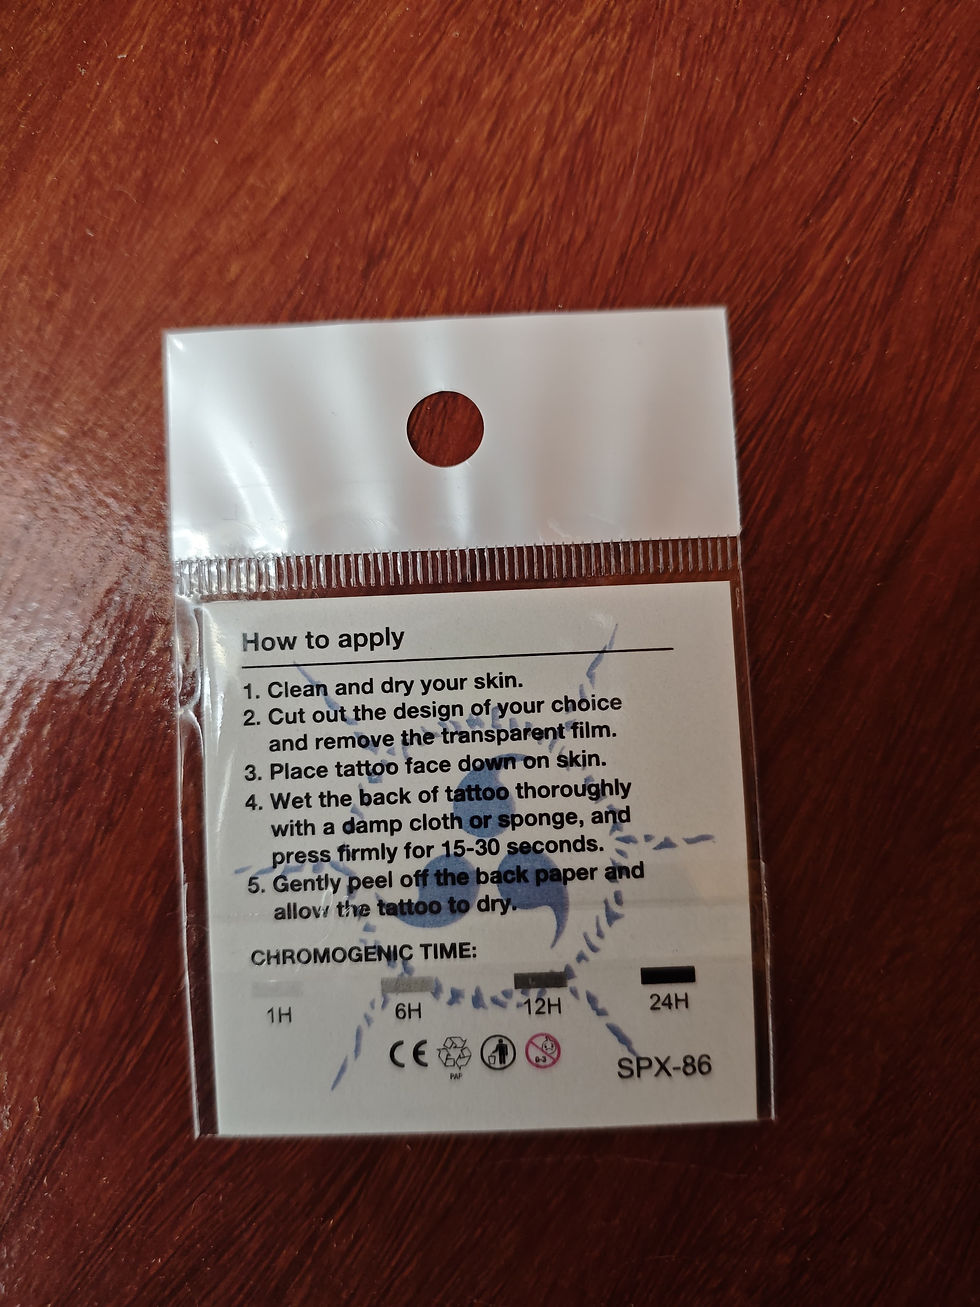 How to apply
1. Clean and dry your skin.
2. Cut out the design of your choice
and remove the transparent film.
3. Place tattoo face down on skin.
4. Wet the back of tattoo thoroughly
with a damp cloth or sponge, and
press firmly for 15-30 seconds.
5. Gently peel off the back paper and
allow the tattoo to dry.
CHROMOGENIC TIME:
1H 6H 12H 24H
CE PAP 0-3
SPX-86